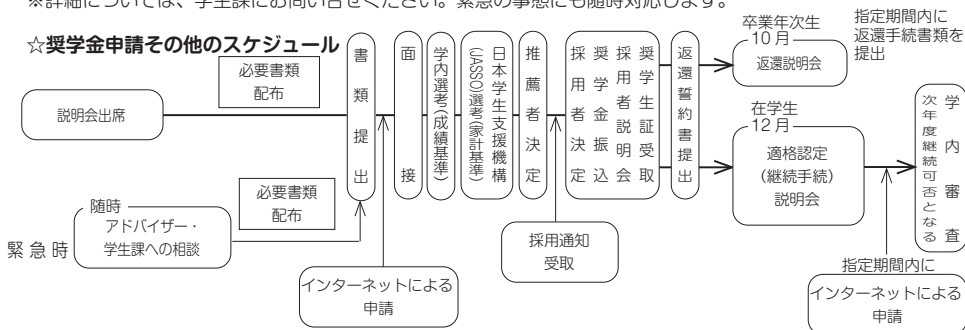 ※詳細については、学生課にお問い合せください。緊急の事態にも随時対応します。
☆奨学金申請その他のスケジュール
説明会出席
必要書類
配布
緊急時
随時
アドバイザー・
学生課への相談
必要書類
配布
書類提出
インターネットによる
申請
面接
学内選考(成績基準)
日本学生支援機構
(JASSO)選考(家計基準)
推薦者決定
採用通知
受取
奨学生証受取
採用者説明会
奨学金振込
採用者決定
返還誓約書提出
卒業年次生
10月
返還説明会
指定期間内に
返還手続書類を
提出
在学生
12月
適格認定
(継続手続)
説明会
指定期間内に
インターネットによる
申請
学内審査
次年度継続可否となる